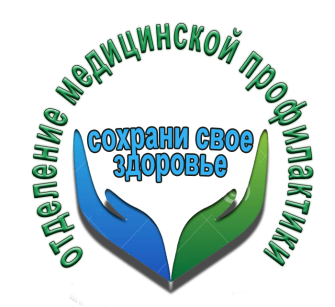 отделение медицинской профилактики
сохрани свое
здоровье